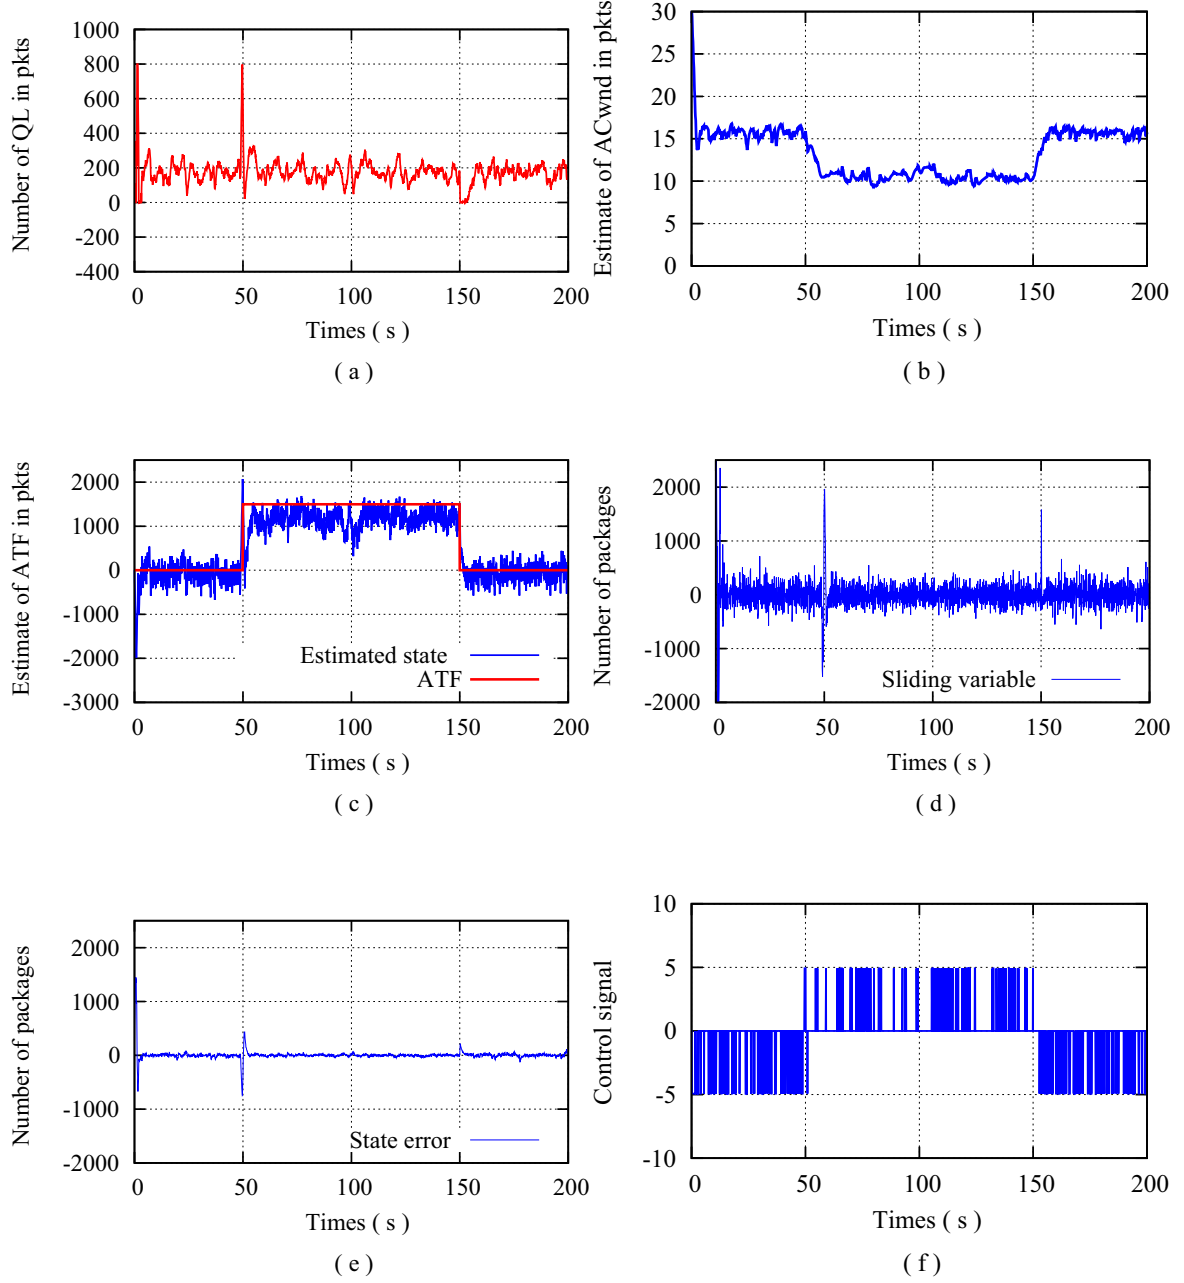 Number of QL in pkts
1000
800
600
400
200
0
-200
-400
0 50 100 150 200
Times ( s )
( a )
Estimate of ACwnd in pkts
30
25
20
15
10
5
0
0 50 100 150 200
Times ( s )
( b )
Estimate of ATF in pkts
2000
1000
0
-1000
-2000
-3000
Estimated state
ATF
0 50 100 150 200
Times ( s )
( c )
Number of packages
2000
1000
0
-1000
-2000
Sliding variable
0 50 100 150 200
Times ( s )
( d )
Number of packages
2000
1000
0
-1000
-2000
State error
0 50 100 150 200
Times ( s )
( e )
Control signal
10
5
0
-5
-10
0 50 100 150 200
Times ( s )
( f )